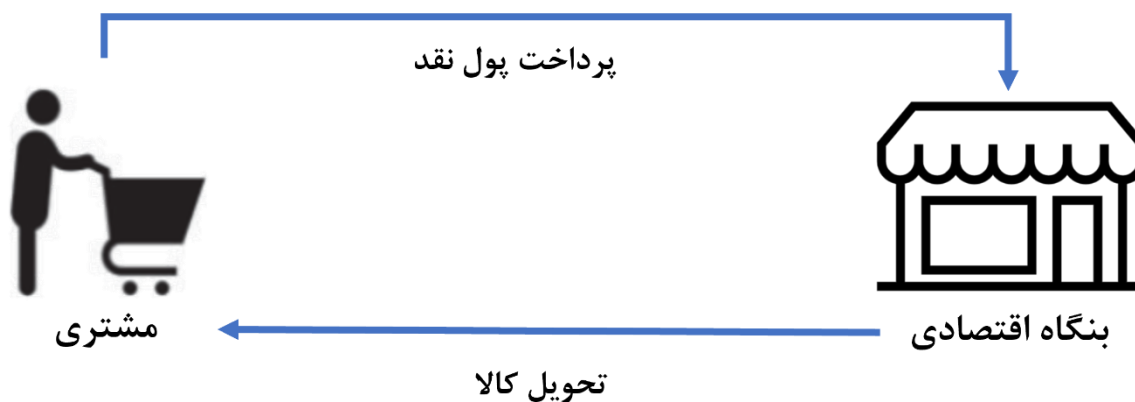 پرداخت پول نقد
بنگاه اقتصادی
مشتری
تحویل کالا